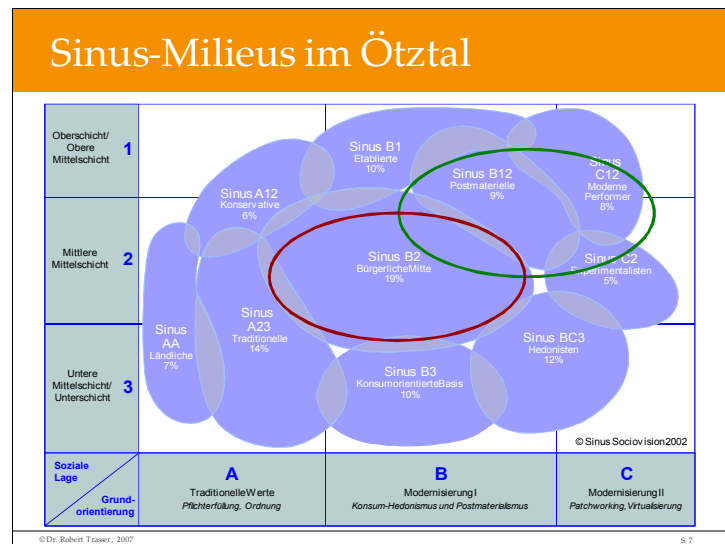 Sinus-Milieus im Ötztal
Oberschicht/
Obere
Mittelschicht
1
Mittlere
Mittelschicht
2
Untere
Mittelschicht/
Unterschicht
3
Sinus B1
Etablierte
10%
Sinus B12
Postmaterielle
9%
Sinus
C12
Moderne
Performer
8%
Sinus A12
Konservative
6%
Sinus B2
BürgerlicheMitte
19%
Sinus C2
Experimentalisten
5%
Sinus
AA
Ländliche
7%
Sinus
A23
Traditionelle
14%
Sinus B3
KonsumorientierteBasis
10%
Sinus BC3
Hedonisten
12%
© Sinus Sociovision2002
Soziale
Lage
Grund-
orientierung
A
TraditionelleWerte
Pflichterfüllung, Ordnung
B
Modernisierung I
Konsum-Hedonismus und Postmaterialismus
C
Modernisierung II
Patchworking, Virtualisierung
©Dr. Robert Trasser, 2007
S. 7